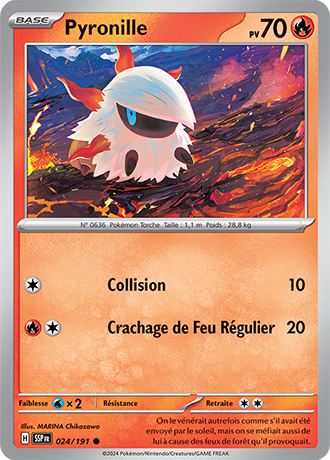 BASE
Pyronille
PV 70
N° 0636 Pokémon Torche Taille : 1,1 m Poids : 28,8 kg
Collision 10
Crachage de Feu Régulier 20
Faiblesse ×2 Résistance Retraite
Illus. MARINA Chikazawa
On le vénérait autrefois comme s'il avait été
H SSP FR 024/191 envoyé par le soleil, mais on se méfiait aussi de
©2024 Pokémon/Nintendo/Creatures/GAME FREAK lui à cause des feux de forêt qu'il provoquait.